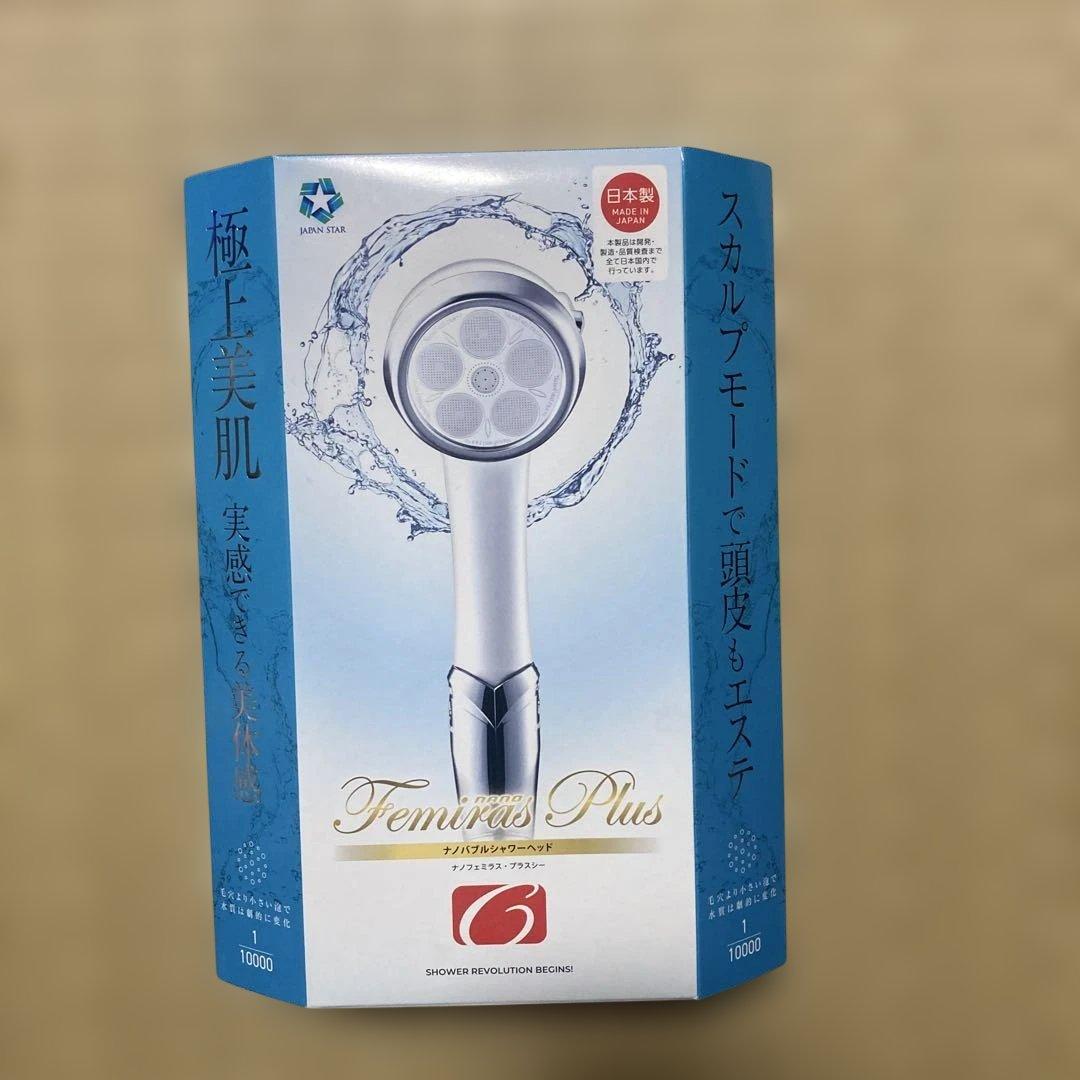 極上美肌 実感できる美体感
毛穴より小さい泡で
水質は劇的に変化
1
10000
JAPAN STAR
日本製
MADE IN
JAPAN
本製品は開発・
製造・品質検査まで
全て日本国内で
行っています。
nano
Femiras Plus
ナノバブルシャワーヘッド
ナノフェミラス・プラスシー
C
SHOWER REVOLUTION BEGINS!
スカルプモードで頭皮もエステ
毛穴より小さい泡で
水質は劇的に変化
1
10000